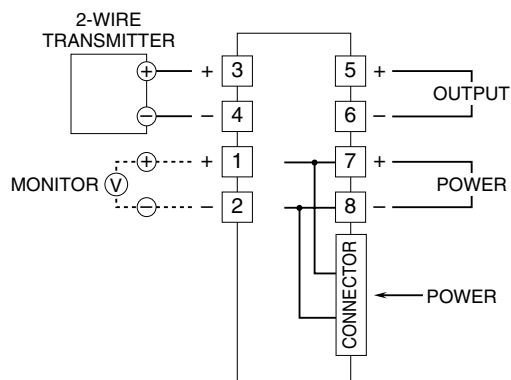 2-WIRE
TRANSMITTER
+ + 3 5 +
OUTPUT
− − 4 6 −
+ + 1 7 +
MONITOR V POWER
− − 2 8 −
CONNECTOR
POWER